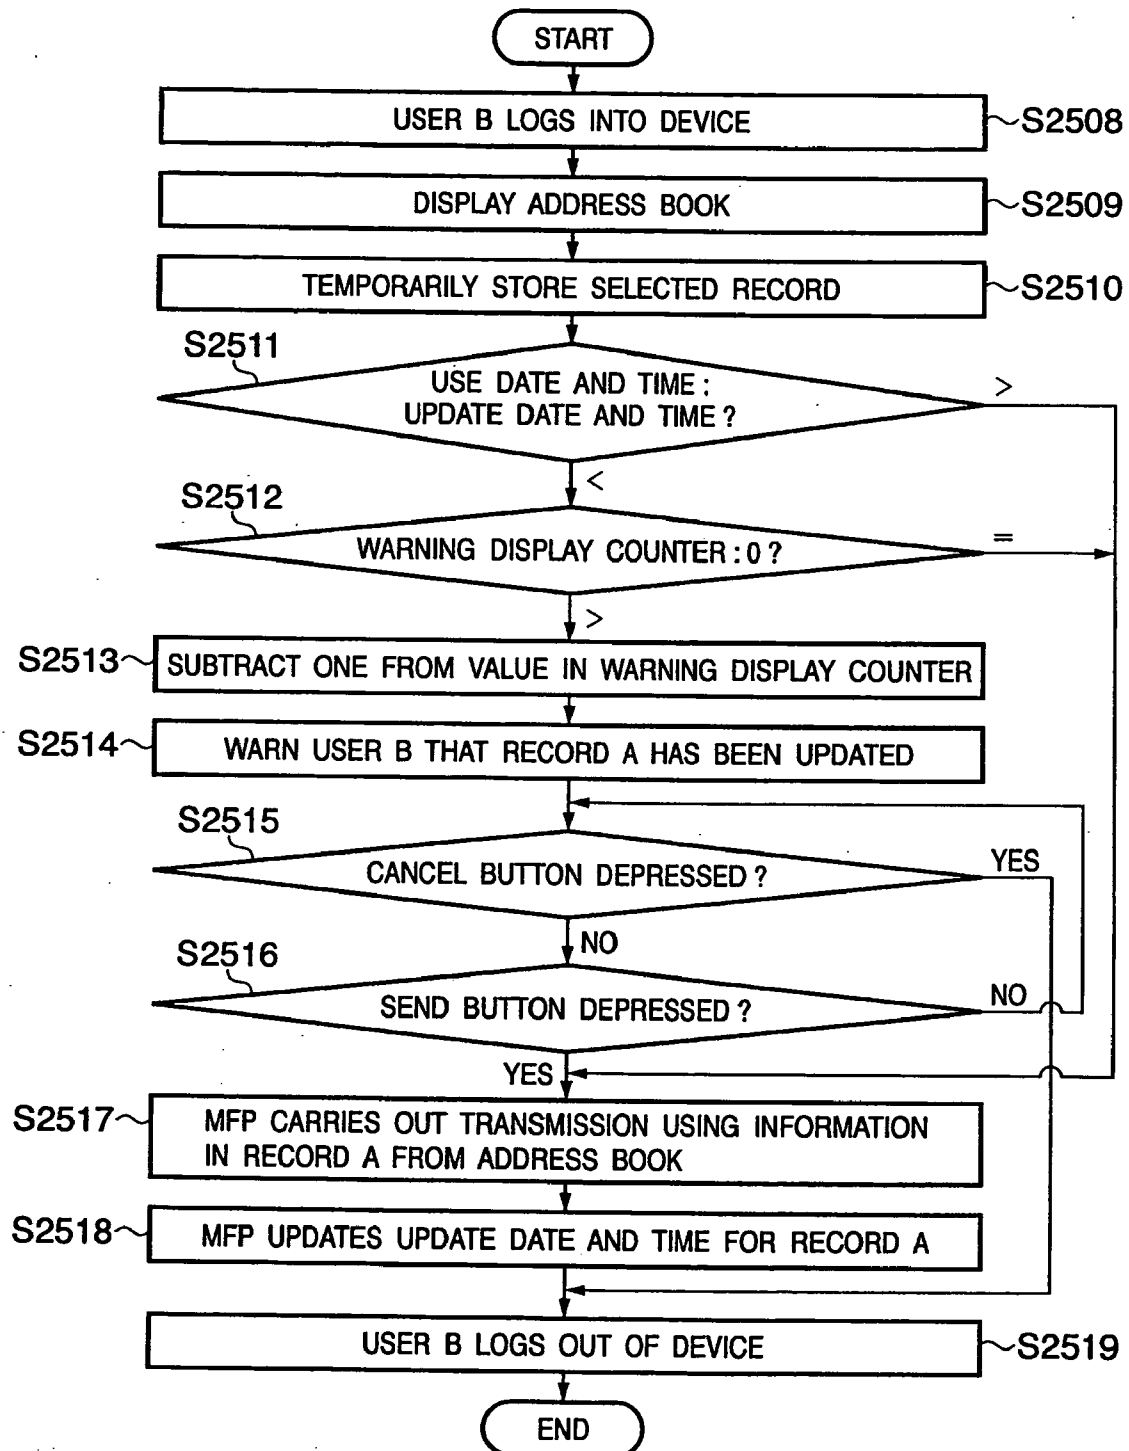 START
USER B LOGS INTO DEVICE
S2508
DISPLAY ADDRESS BOOK
S2509
TEMPORARILY STORE SELECTED RECORD
S2510
S2511
USE DATE AND TIME:
UPDATE DATE AND TIME?
>
<
S2512
WARNING DISPLAY COUNTER:0?
=
>
S2513
SUBTRACT ONE FROM VALUE IN WARNING DISPLAY COUNTER
S2514
WARN USER B THAT RECORD A HAS BEEN UPDATED
S2515
CANCEL BUTTON DEPRESSED?
YES
NO
S2516
SEND BUTTON DEPRESSED?
NO
YES
S2517
MFP CARRIES OUT TRANSMISSION USING INFORMATION
IN RECORD A FROM ADDRESS BOOK
S2518
MFP UPDATES UPDATE DATE AND TIME FOR RECORD A
USER B LOGS OUT OF DEVICE
S2519
END